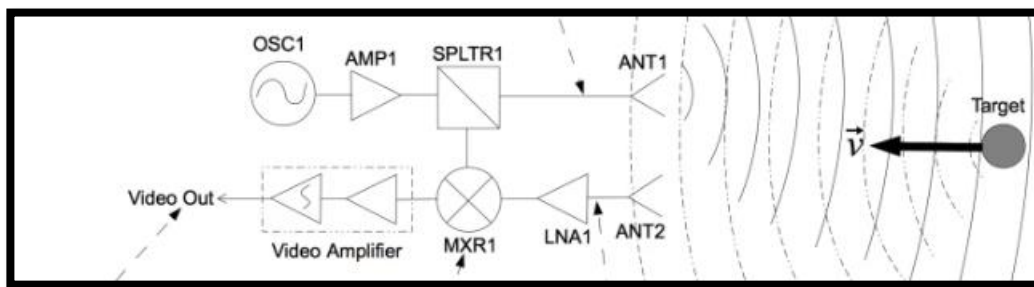 OSC1
AMP1
SPLTR1
ANT1
Target
v
Video Out
Video Amplifier
MXR1
LNA1
ANT2